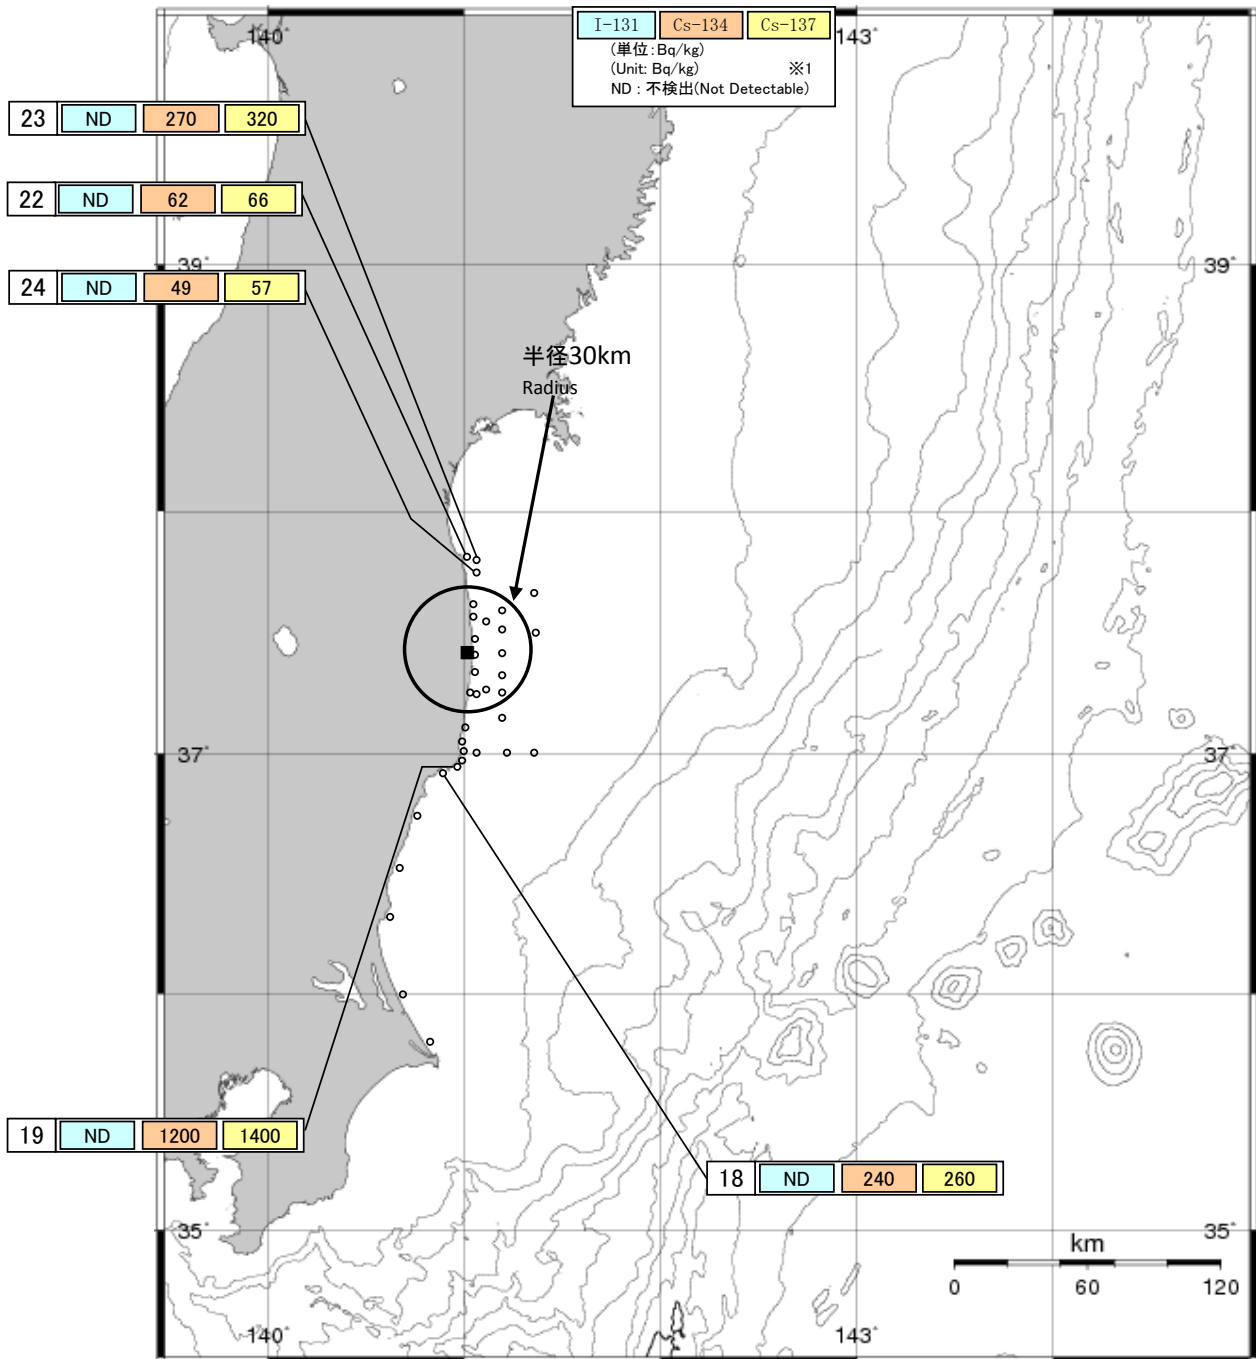 140°
I-131 Cs-134 Cs-137
143°
(単位:Bq/kg)
(Unit: Bq/kg) ※1
ND : 不検出(Not Detectable)
23 ND 270 320
22 ND 62 66
39°
39°
24 ND 49 57
半径30km
Radius
37°
37°
19 ND 1200 1400
18 ND 240 260
35°
35°
km
0 60 120
140°
143°